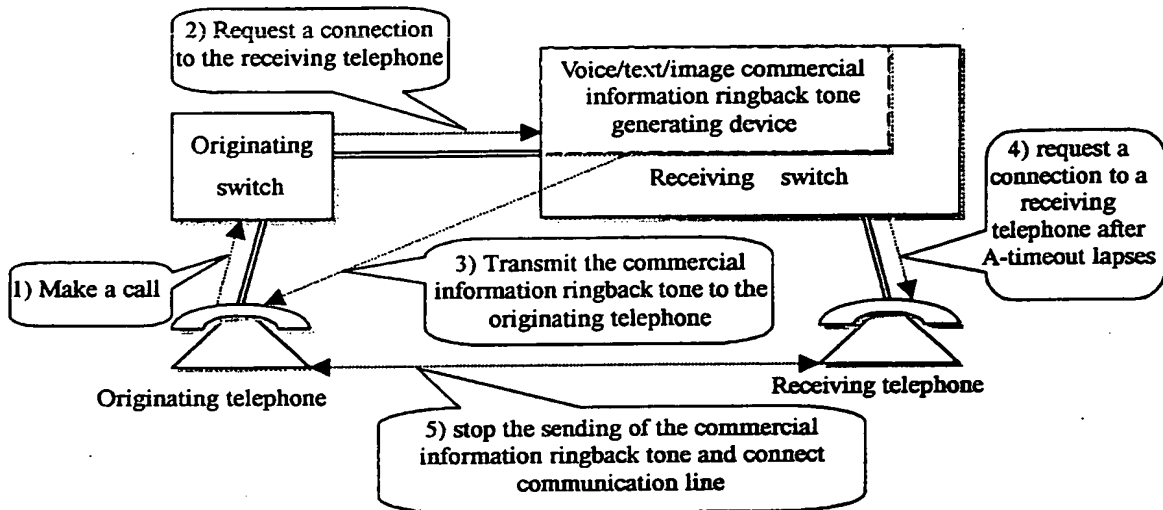 2) Request a connection
to the receiving telephone
Voice/text/image commercial
information ringback tone
generating device
Originating
switch
Receiving switch
4) request a
connection to a
receiving
telephone after
A-timeout lapses
1) Make a call
3) Transmit the commercial
information ringback tone to the
originating telephone
Originating telephone
Receiving telephone
5) stop the sending of the commercial
information ringback tone and connect
communication line